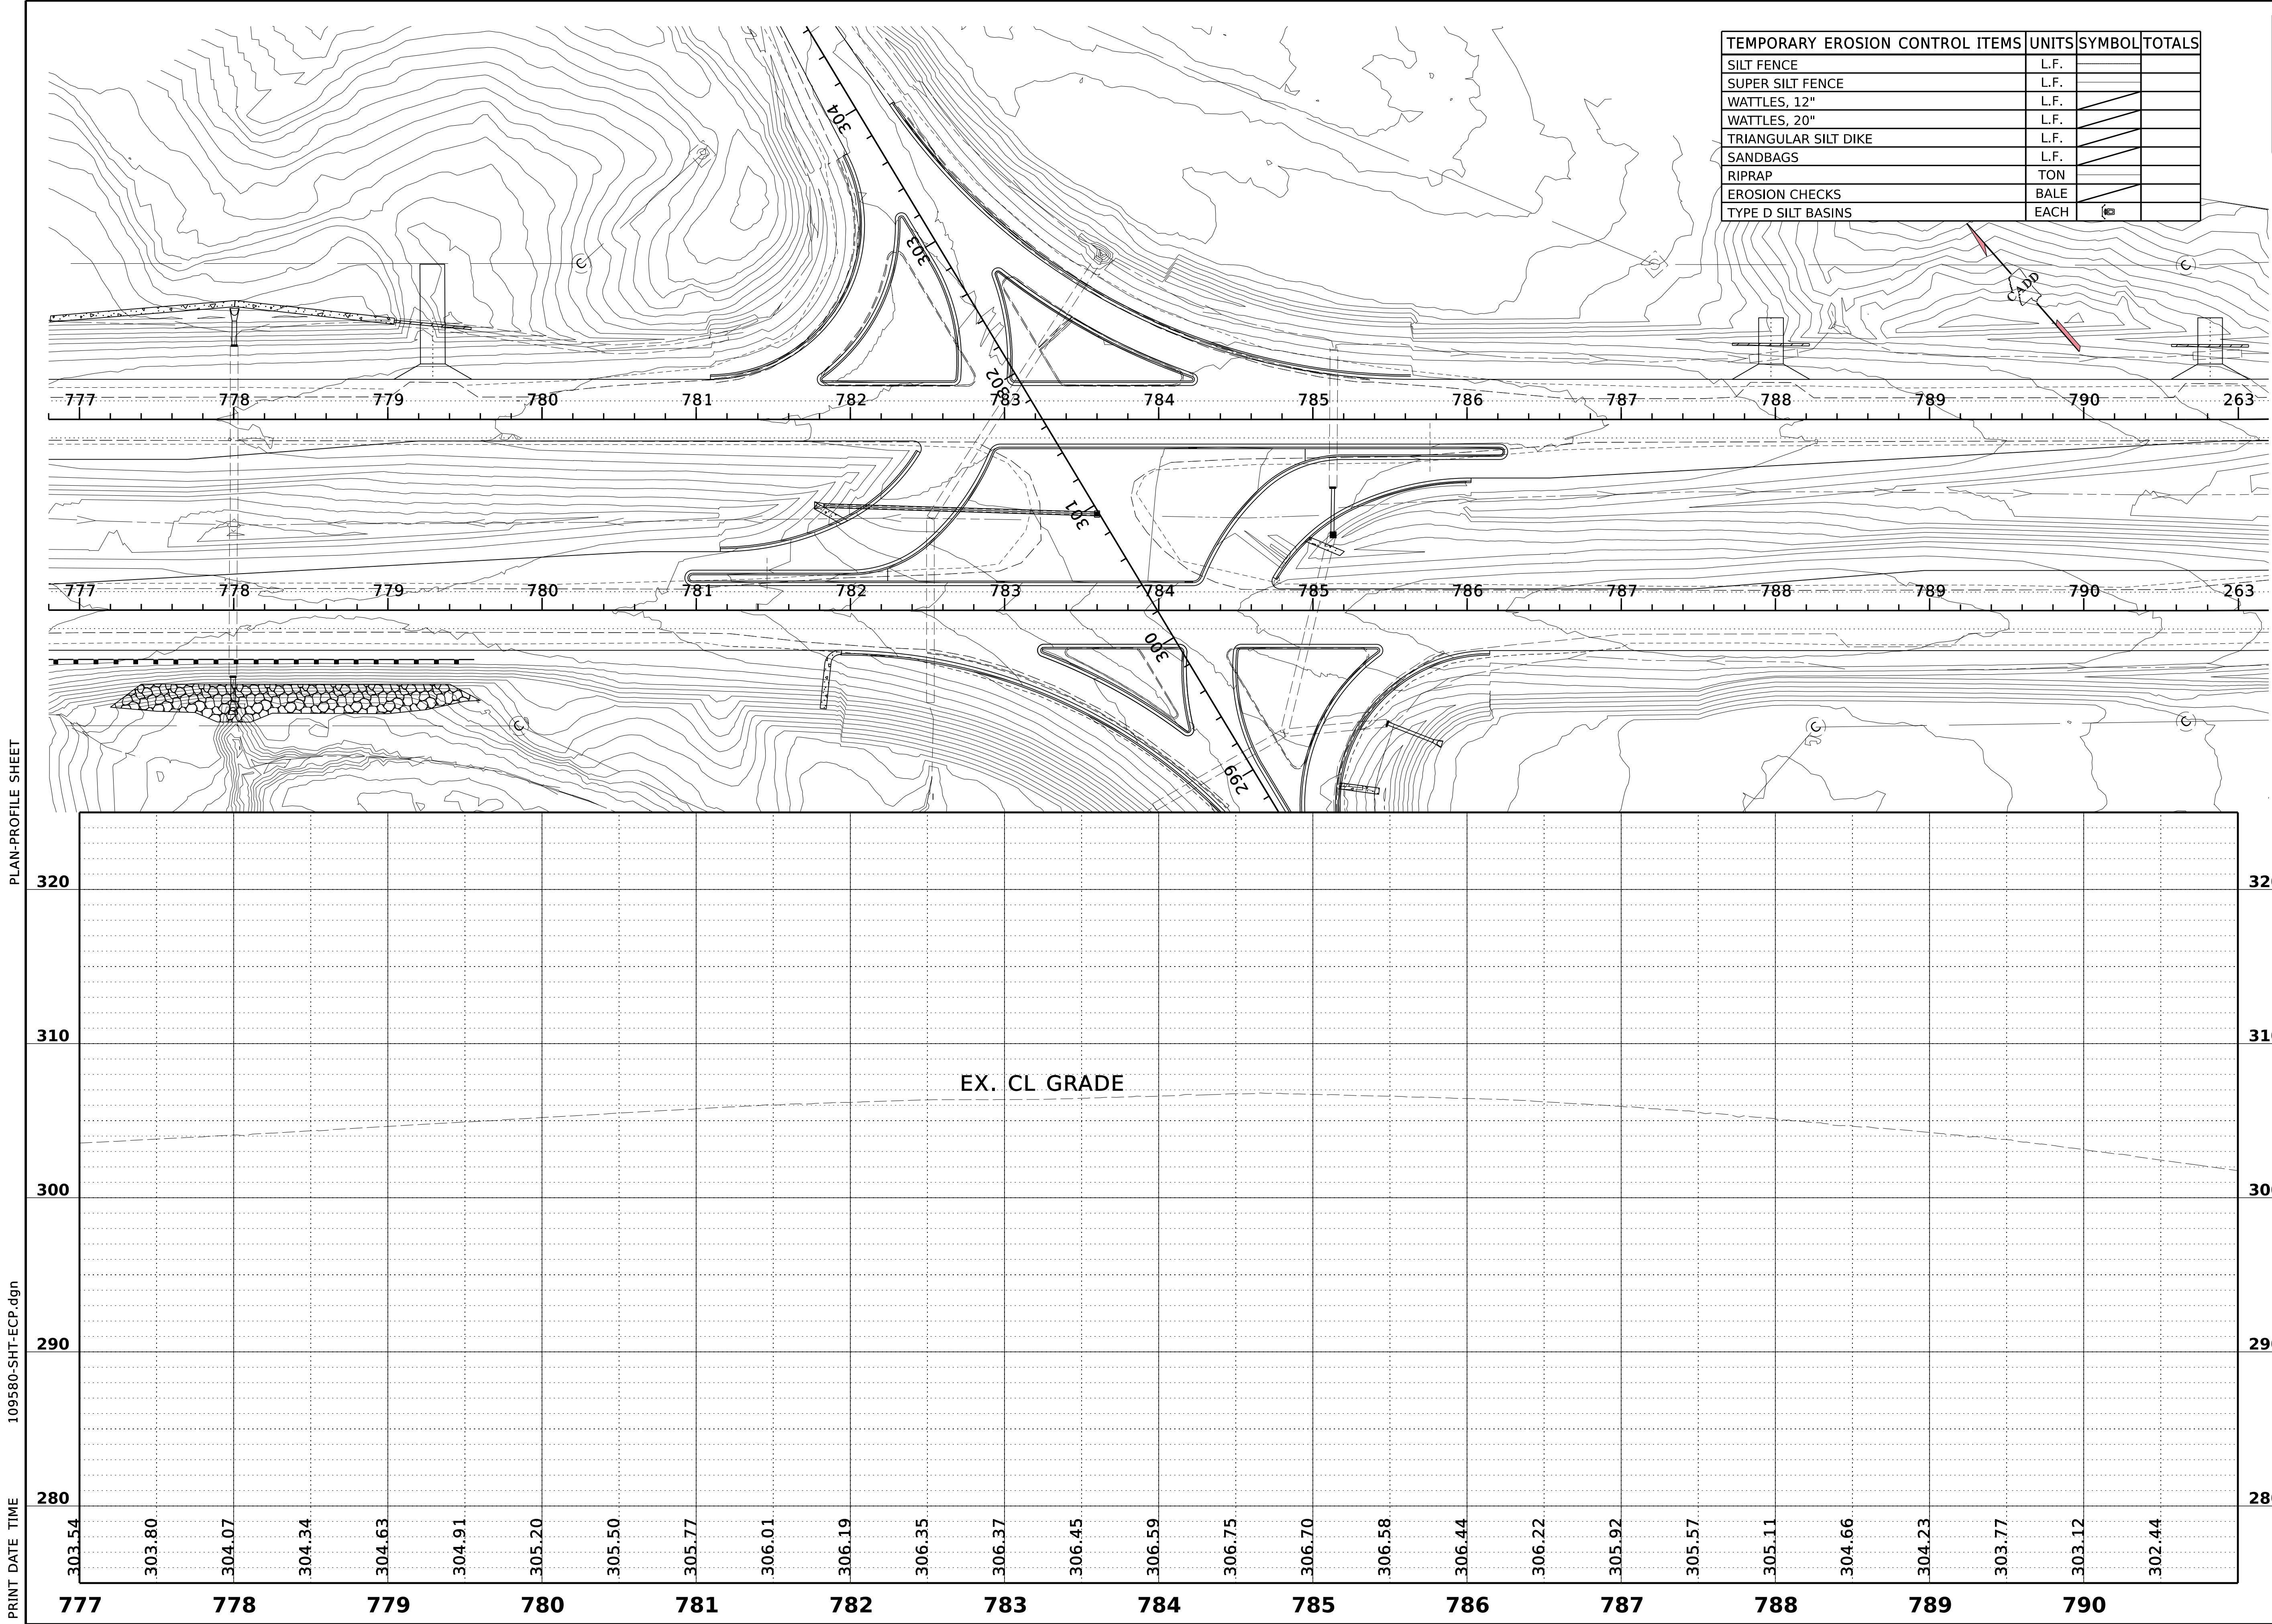 TEMPORARY EROSION CONTROL ITEMS UNITS SYMBOL TOTALS
SILT FENCE L.F.
SUPER SILT FENCE L.F.
WATTLES, 12" L.F.
WATTLES, 20" L.F.
TRIANGULAR SILT DIKE L.F.
SANDBAGS L.F.
RIPRAP TON
EROSION CHECKS BALE
TYPE D SILT BASINS EACH
304
303
302
301
300
299
C C
CADD
777 778 779 780 781 782 783 784 785 786 787 788 789 790 263
777 778 779 780 781 782 783 784 785 786 787 788 789 790 263
C C C
PLAN-PROFILE SHEET
109580-SHT-ECP.dgn
PRINT DATE TIME
320 320
310 310
EX. CL GRADE
300 300
290 290
280 280
303.54 303.80 304.07 304.34 304.63 304.91 305.20 305.50 305.77 306.01 306.19 306.35 306.37 306.45 306.59 306.75 306.70 306.58 306.44 306.22 305.92 305.57 305.11 304.66 304.23 303.77 303.12 302.44
777 778 779 780 781 782 783 784 785 786 787 788 789 790